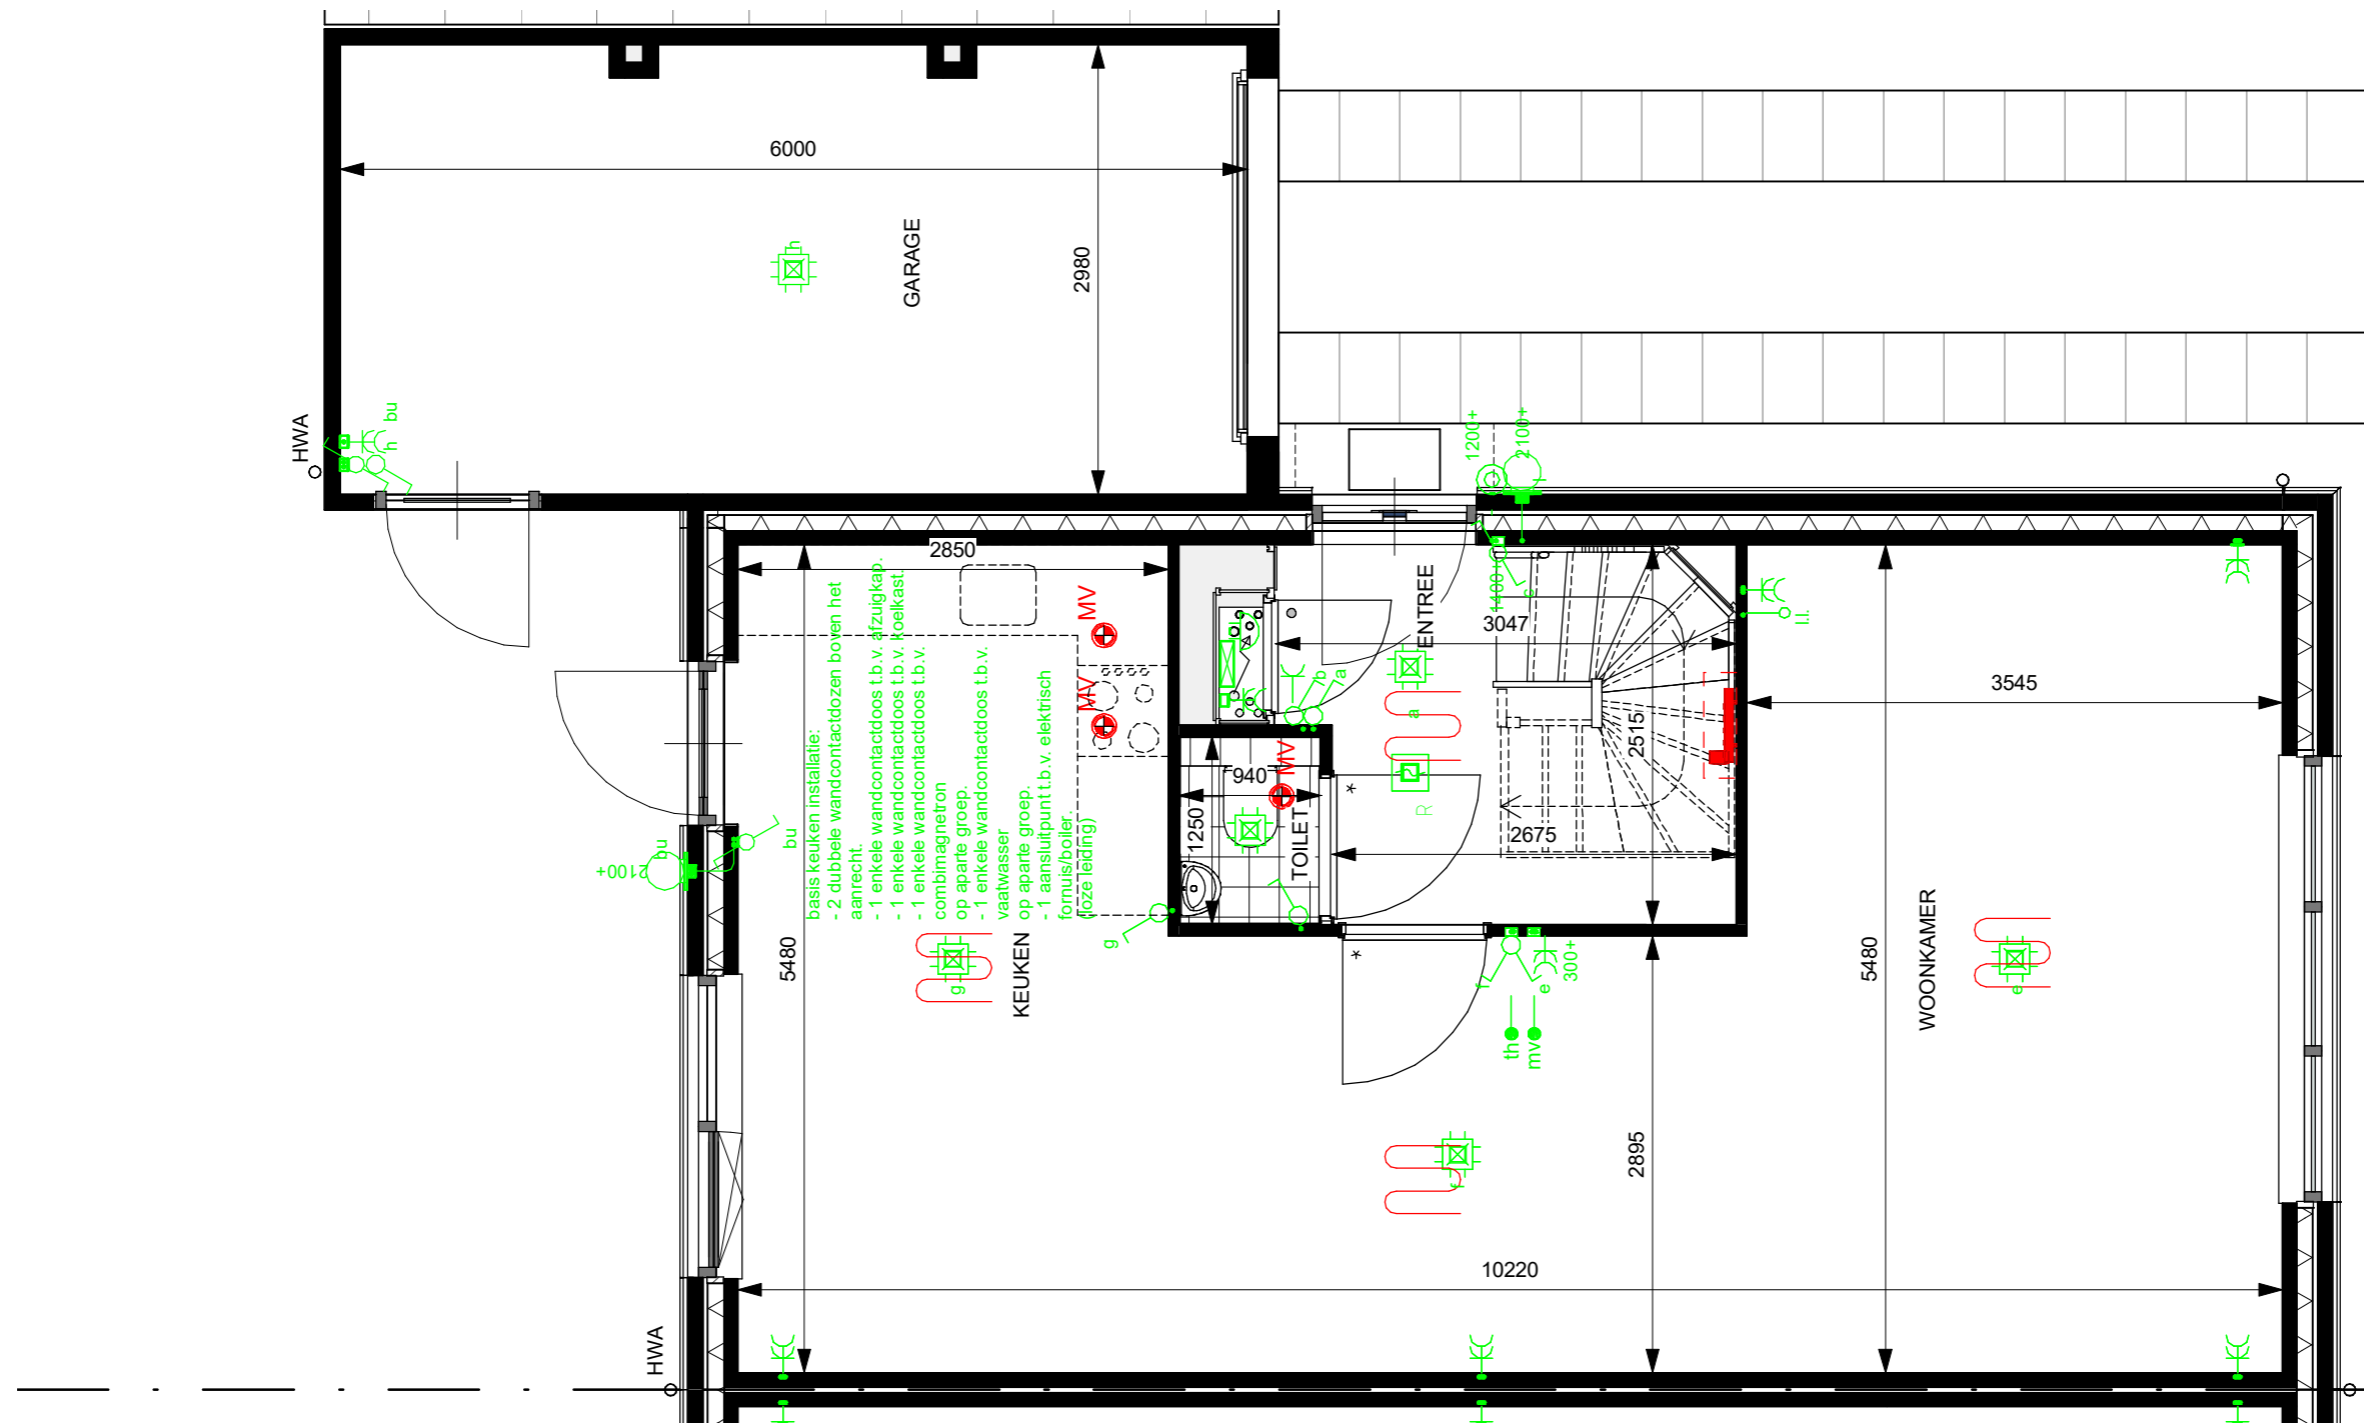 6000
GARAGE
2980
h
HWA
bu
h
1200+
2100+
2850
MV
MV
basis keuken installatie:
- 2 dubbele wandcontactdozen boven het
aanrecht.
- 1 enkele wandcontactdoos t.b.v. afzuigkap.
- 1 enkele wandcontactdoos t.b.v. koelkast.
- 1 enkele wandcontactdoos t.b.v.
combimagnetron
op aparte groep.
- 1 enkele wandcontactdoos t.b.v.
vaatwasser
op aparte groep.
- 1 aansluitpunt t.b.v. elektrisch
fornuis/boiler.
(loze leiding)
ENTREE
1400+
c
3047
b
a
a
R
3545
2515
940
MV
1250
TOILET
*
2675
bu
bu
2100+
g
5480
g
KEUKEN
*
f
e
300+
th
mv
5480
WOONKAMER
e
2895
f
10220
HWA